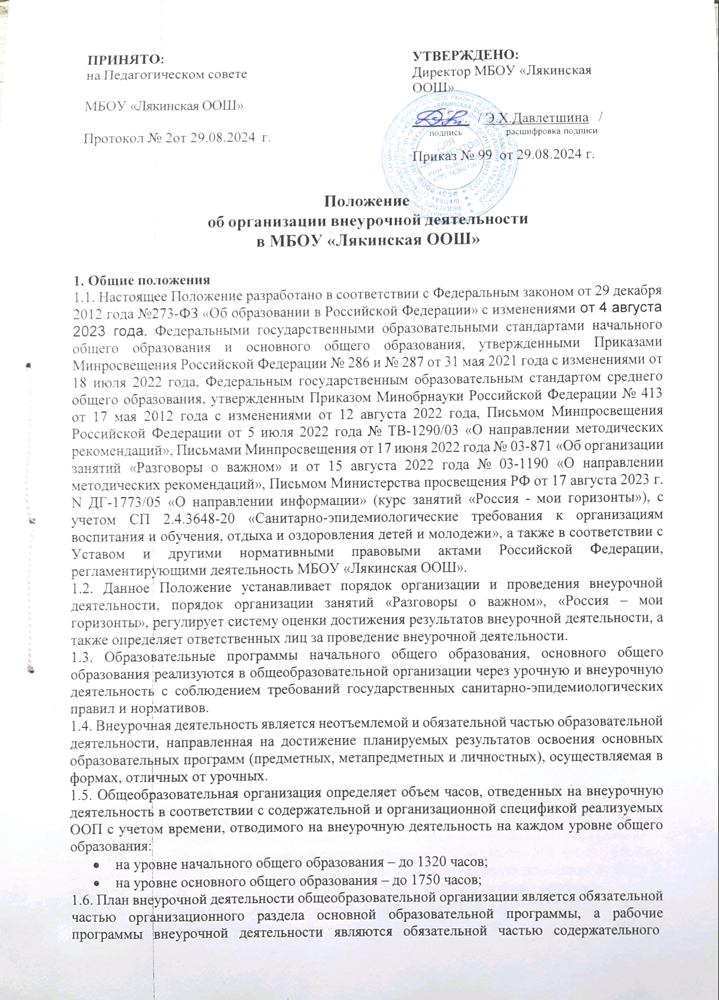 ПРИНЯТО:
на Педагогическом совете
МБОУ «Лякинская ООШ»
Протокол № 2от 29.08.2024 г.
УТВЕРЖДЕНО:
Директор МБОУ «Лякинская
ООШ»
/ Э.Х.Давлетшина /
подпись расшифровка подписи
Приказ № 99 от 29.08.2024 г.
ДЛЯ
ДОКУМЕНТОВ
КПП 163601001
Положение
об организации внеурочной деятельности
в МБОУ «Лякинская ООШ»
1. Общие положения
1.1. Настоящее Положение разработано в соответствии с Федеральным законом от 29 декабря
2012 года №273-ФЗ «Об образовании в Российской Федерации» с изменениями от 4 августа
2023 года, Федеральными государственными образовательными стандартами начального
общего образования и основного общего образования, утвержденными Приказами
Минросвещения Российской Федерации № 286 и № 287 от 31 мая 2021 года с изменениями от
18 июля 2022 года, Федеральным государственным образовательным стандартом среднего
общего образования, утвержденным Приказом Минобрнауки Российской Федерации № 413
от 17 мая 2012 года с изменениями от 12 августа 2022 года, Письмом Минпросвещения
Российской Федерации от 5 июля 2022 года № ТВ-1290/03 «О направлении методических
рекомендаций», Письмами Минпросвещения от 17 июня 2022 года № 03-871 «Об организации
занятий «Разговоры о важном» и от 15 августа 2022 года № 03-1190 «О направлении
методических рекомендаций», Письмом Министерства просвещения РФ от 17 августа 2023 г.
N ДГ-1773/05 «О направлении информации» (курс занятий «Россия - мои горизонты»), с
учетом СП 2.4.3648-20 «Санитарно-эпидемиологические требования к организациям
воспитания и обучения, отдыха и оздоровления детей и молодежи», а также в соответствии с
Уставом и другими нормативными правовыми актами Российской Федерации,
регламентирующими деятельность МБОУ «Лякинская ООШ».
1.2. Данное Положение устанавливает порядок организации и проведения внеурочной
деятельности, порядок организации занятий «Разговоры о важном», «Россия – мои
горизонты», регулирует систему оценки достижения результатов внеурочной деятельности, а
также определяет ответственных лиц за проведение внеурочной деятельности.
1.3. Образовательные программы начального общего образования, основного общего
образования реализуются в общеобразовательной организации через урочную и внеурочную
деятельность с соблюдением требований государственных санитарно-эпидемиологических
правил и нормативов.
1.4. Внеурочная деятельность является неотъемлемой и обязательной частью образовательной
деятельности, направленная на достижение планируемых результатов освоения основных
образовательных программ (предметных, метапредметных и личностных), осуществляемая в
формах, отличных от урочных.
1.5. Общеобразовательная организация определяет объем часов, отведенных на внеурочную
деятельность в соответствии с содержательной и организационной спецификой реализуемых
ООП с учетом времени, отводимого на внеурочную деятельность на каждом уровне общего
образования:
• на уровне начального общего образования – до 1320 часов;
• на уровне основного общего образования – до 1750 часов;
1.6. План внеурочной деятельности общеобразовательной организации является обязательной
частью организационного раздела основной образовательной программы, а рабочие
программы внеурочной деятельности являются обязательной частью содержательного